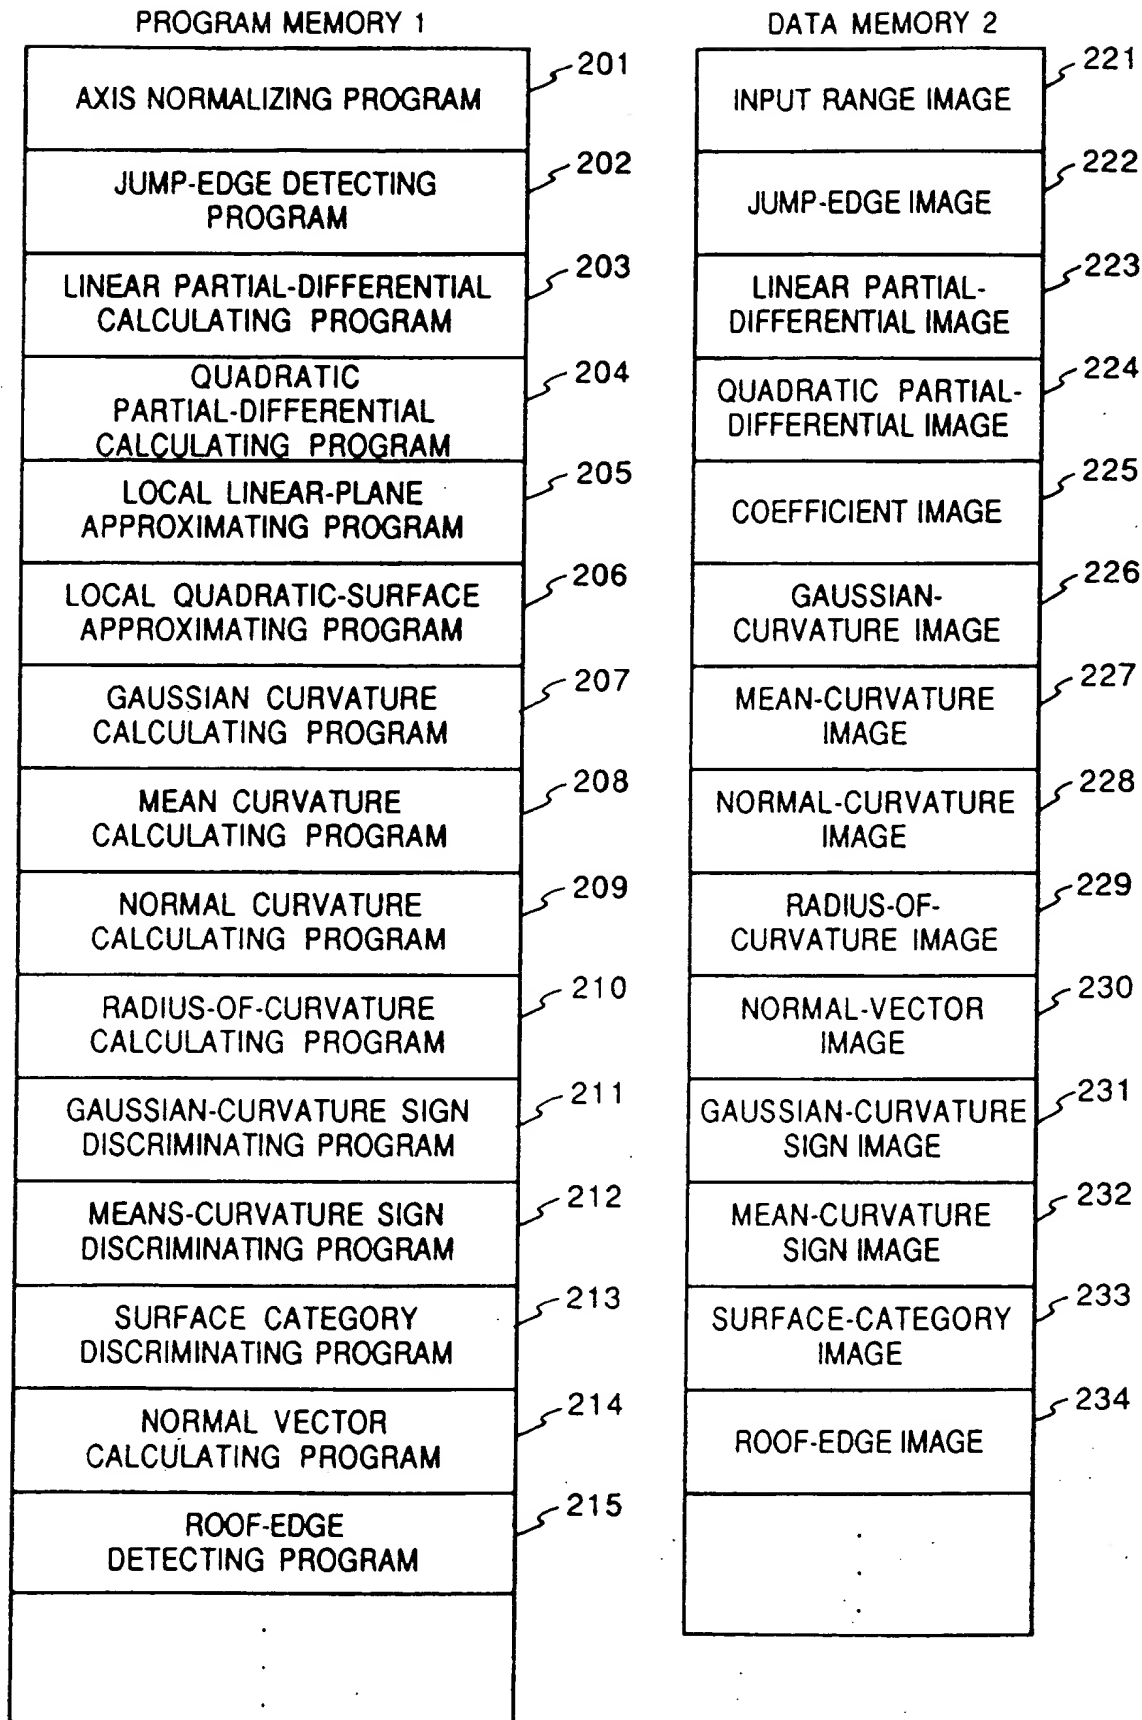 PROGRAM MEMORY 1
AXIS NORMALIZING PROGRAM
201
JUMP-EDGE DETECTING
PROGRAM
202
LINEAR PARTIAL-DIFFERENTIAL
CALCULATING PROGRAM
203
QUADRATIC
PARTIAL-DIFFERENTIAL
CALCULATING PROGRAM
204
LOCAL LINEAR-PLANE
APPROXIMATING PROGRAM
205
LOCAL QUADRATIC-SURFACE
APPROXIMATING PROGRAM
206
GAUSSIAN CURVATURE
CALCULATING PROGRAM
207
MEAN CURVATURE
CALCULATING PROGRAM
208
NORMAL CURVATURE
CALCULATING PROGRAM
209
RADIUS-OF-CURVATURE
CALCULATING PROGRAM
210
GAUSSIAN-CURVATURE SIGN
DISCRIMINATING PROGRAM
211
MEANS-CURVATURE SIGN
DISCRIMINATING PROGRAM
212
SURFACE CATEGORY
DISCRIMINATING PROGRAM
213
NORMAL VECTOR
CALCULATING PROGRAM
214
ROOF-EDGE
DETECTING PROGRAM
215
DATA MEMORY 2
INPUT RANGE IMAGE
221
JUMP-EDGE IMAGE
222
LINEAR PARTIAL-
DIFFERENTIAL IMAGE
223
QUADRATIC PARTIAL-
DIFFERENTIAL IMAGE
224
COEFFICIENT IMAGE
225
GAUSSIAN-
CURVATURE IMAGE
226
MEAN-CURVATURE
IMAGE
227
NORMAL-CURVATURE
IMAGE
228
RADIUS-OF-
CURVATURE IMAGE
229
NORMAL-VECTOR
IMAGE
230
GAUSSIAN-CURVATURE
SIGN IMAGE
231
MEAN-CURVATURE
SIGN IMAGE
232
SURFACE-CATEGORY
IMAGE
233
ROOF-EDGE IMAGE
234